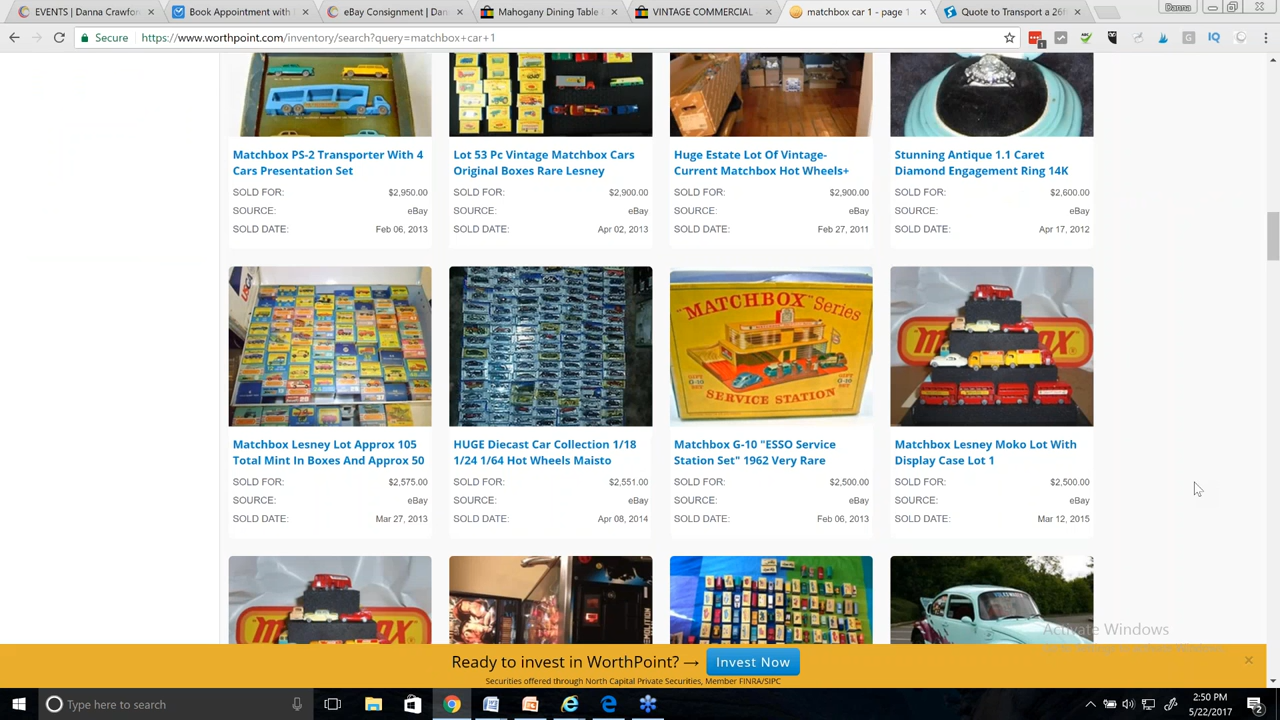 EVENTS | Danna Crawfo
Book Appointment with
eBay Consignment | Dan
Mahogany Dining Table
VINTAGE COMMERCIAL
matchbox car 1 - page 1
Quote to Transport a 26f
Danna
Secure https://www.worthpoint.com/inventory/search?query=matchbox+car+1
Matchbox PS-2 Transporter With 4
Cars Presentation Set
SOLD FOR: $2,950.00
SOURCE: eBay
SOLD DATE: Feb 06, 2013
Lot 53 Pc Vintage Matchbox Cars
Original Boxes Rare Lesney
SOLD FOR: $2,900.00
SOURCE: eBay
SOLD DATE: Apr 02, 2013
Huge Estate Lot Of Vintage-
Current Matchbox Hot Wheels+
SOLD FOR: $2,900.00
SOURCE: eBay
SOLD DATE: Feb 27, 2011
Stunning Antique 1.1 Caret
Diamond Engagement Ring 14K
SOLD FOR: $2,600.00
SOURCE: eBay
SOLD DATE: Apr 17, 2012
"MATCHBOX" Series
SERVICE STATION
Matchbox Lesney Lot Approx 105
Total Mint In Boxes And Approx 50
SOLD FOR: $2,575.00
SOURCE: eBay
SOLD DATE: Mar 27, 2013
HUGE Diecast Car Collection 1/18
1/24 1/64 Hot Wheels Maisto
SOLD FOR: $2,551.00
SOURCE: eBay
SOLD DATE: Apr 08, 2014
Matchbox G-10 "ESSO Service
Station Set" 1962 Very Rare
SOLD FOR: $2,500.00
SOURCE: eBay
SOLD DATE: Feb 06, 2013
Matchbox Lesney Moko Lot With
Display Case Lot 1
SOLD FOR: $2,500.00
SOURCE: eBay
SOLD DATE: Mar 12, 2015
Activate Windows
Ready to invest in WorthPoint? → Invest Now
Securities offered through North Capital Private Securities, Member FINRA/SIPC
Type here to search
2:50 PM
5/22/2017